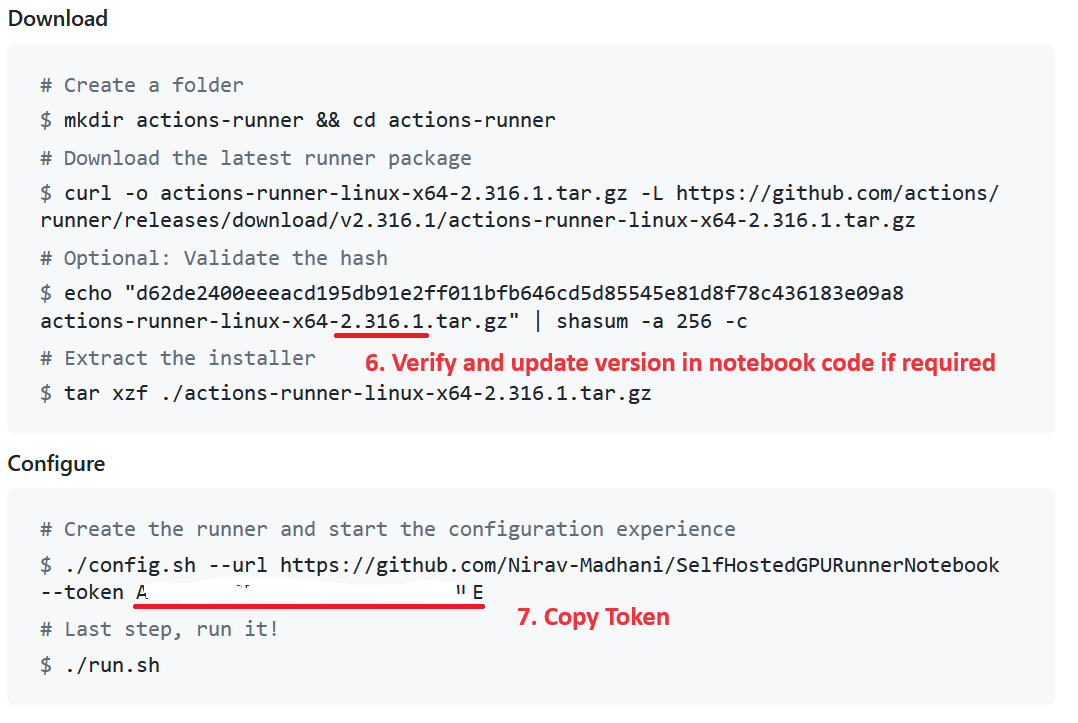 Download
# Create a folder
$ mkdir actions-runner && cd actions-runner
# Download the latest runner package
$ curl -o actions-runner-linux-x64-2.316.1.tar.gz -L https://github.com/actions/
runner/releases/download/v2.316.1/actions-runner-linux-x64-2.316.1.tar.gz
# Optional: Validate the hash
$ echo "d62de2400eeeacd195db91e2ff011bfb646cd5d85545e81d8f78c436183e09a8
actions-runner-linux-x64-2.316.1.tar.gz" | shasum -a 256 -c
# Extract the installer
6. Verify and update version in notebook code if required
$ tar xzf ./actions-runner-linux-x64-2.316.1.tar.gz
Configure
# Create the runner and start the configuration experience
$ ./config.sh --url https://github.com/Nirav-Madhani/SelfHostedGPURunnerNotebook
--token
7. Copy Token
# Last step, run it!
$ ./run.sh